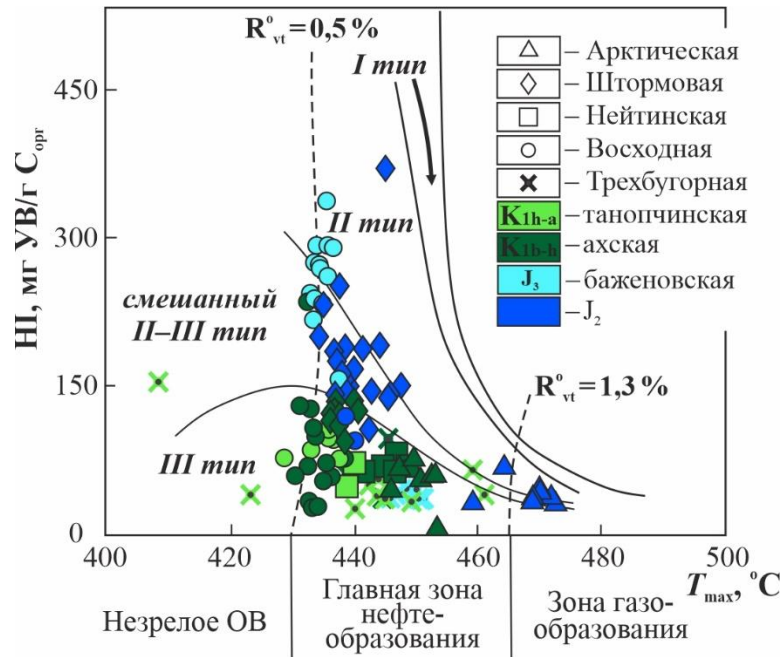 HI, мг УВ/г Cорг
450
300
150
0
R°vt=0,5 %
I тип
II тип
смешанный
II–III тип
III тип
R°vt=1,3 %
– Арктическая
– Штормовая
– Нейтинская
– Восходная
– Трехбугорная
K1h-a – танопчинская
K1b-h – ахская
J3 – баженовская
– J2
400
420
440
460
480
500
Tmax, °C
Незрелое ОВ
Главная зона
нефте-
образования
Зона газо-
образования